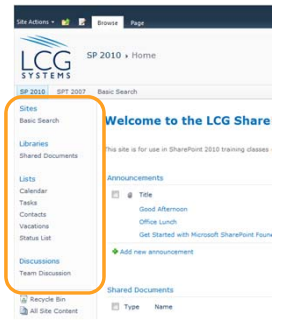 Site Actions
Browse
Page
LCG
SYSTEMS
SP 2010 ▸ Home
SP 2010
SPT 2007
Basic Search
Sites
Basic Search
Libraries
Shared Documents
Lists
Calendar
Tasks
Contacts
Vacations
Status List
Discussions
Team Discussion
Recycle Bin
All Site Content
Welcome to the LCG Share
This site is for use in SharePoint 2010 training classes
Announcements
Title
Good Afternoon
Office Lunch
Get Started with Microsoft SharePoint Foun
Add new announcement
Shared Documents
Type Name